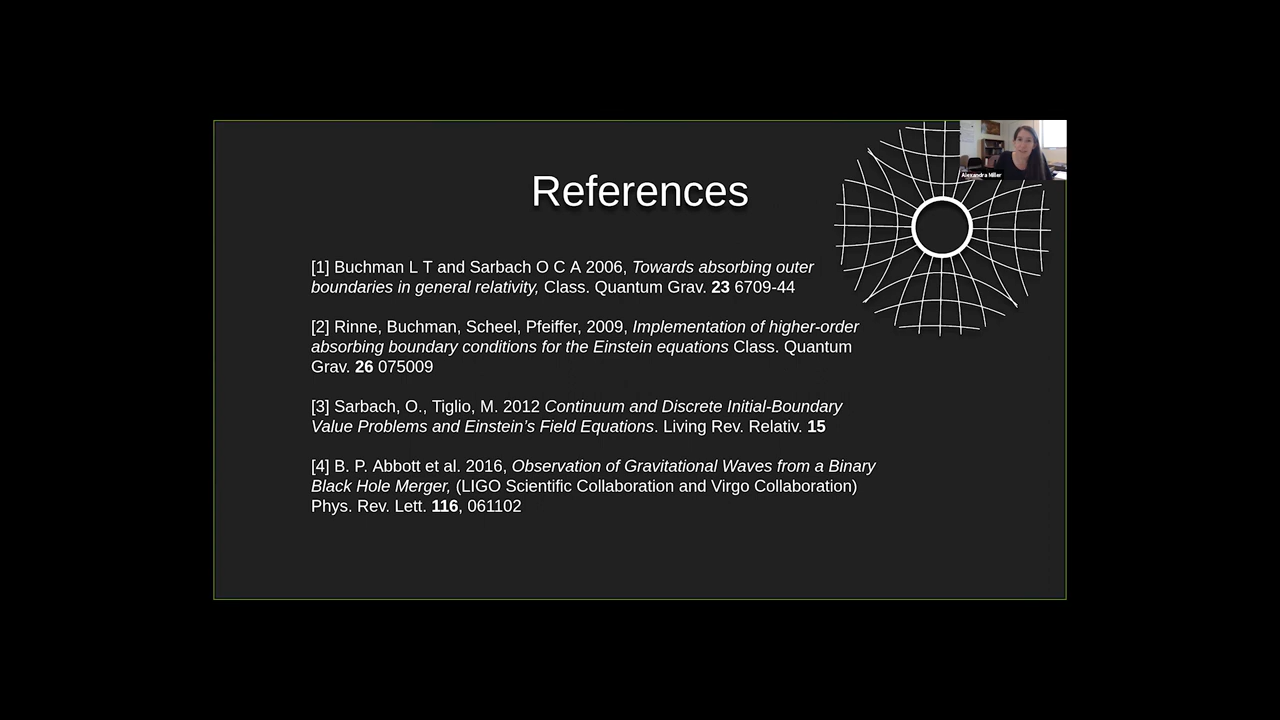 Alexandra Miller
References
[1] Buchman L T and Sarbach O C A 2006, Towards absorbing outer
boundaries in general relativity, Class. Quantum Grav. 23 6709-44
[2] Rinne, Buchman, Scheel, Pfeiffer, 2009, Implementation of higher-order
absorbing boundary conditions for the Einstein equations Class. Quantum
Grav. 26 075009
[3] Sarbach, O., Tiglio, M. 2012 Continuum and Discrete Initial-Boundary
Value Problems and Einstein’s Field Equations. Living Rev. Relativ. 15
[4] B. P. Abbott et al. 2016, Observation of Gravitational Waves from a Binary
Black Hole Merger, (LIGO Scientific Collaboration and Virgo Collaboration)
Phys. Rev. Lett. 116, 061102